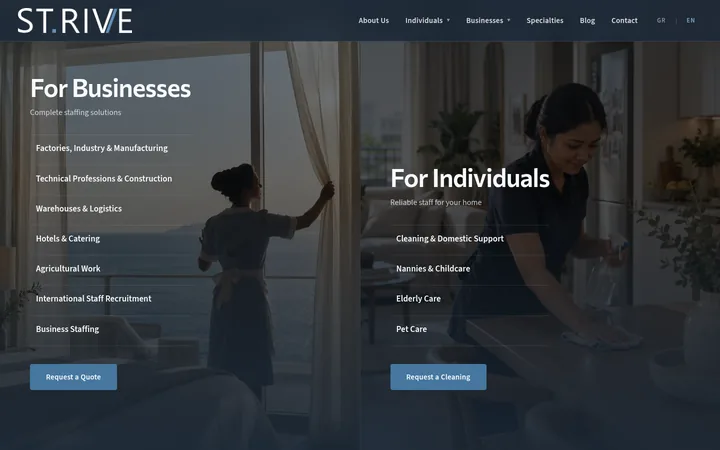 ST.RIVE
About Us
Individuals
Businesses
Specialties
Blog
Contact
GR | EN
For Businesses
Complete staffing solutions
Factories, Industry & Manufacturing
Technical Professions & Construction
Warehouses & Logistics
Hotels & Catering
Agricultural Work
International Staff Recruitment
Business Staffing
Request a Quote
For Individuals
Reliable staff for your home
Cleaning & Domestic Support
Nannies & Childcare
Elderly Care
Pet Care
Request a Cleaning